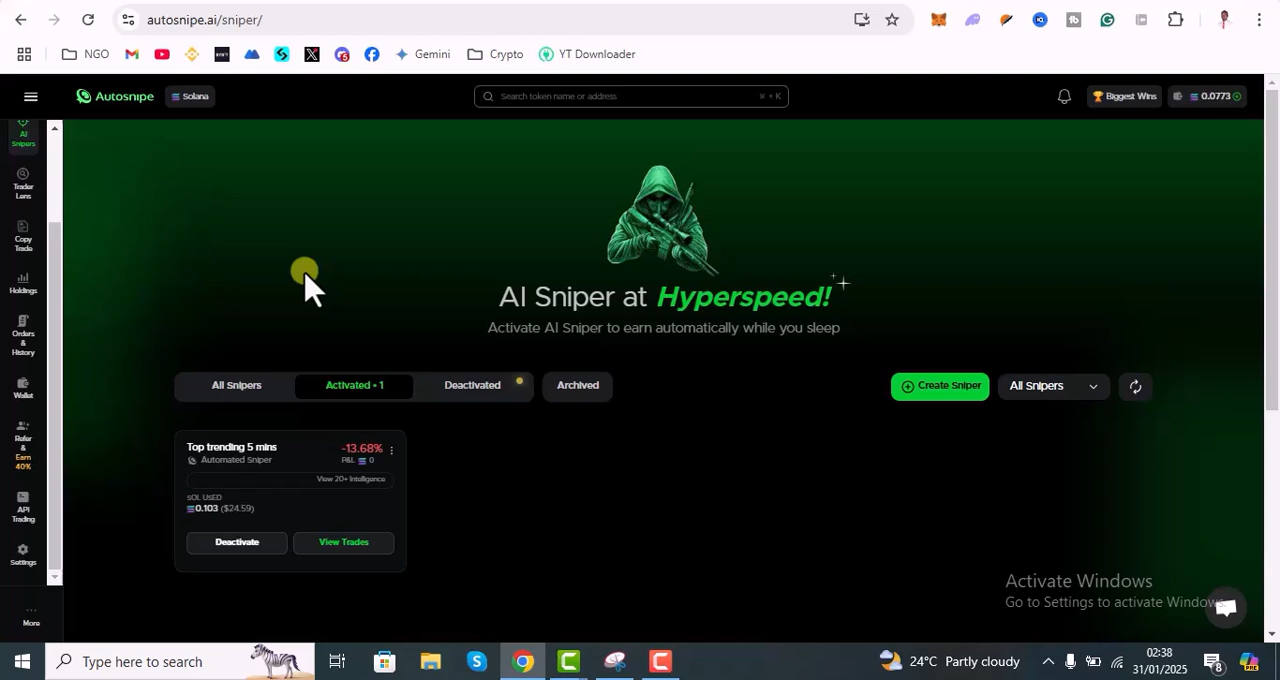 autosnipe.ai/sniper/
NGO
Gemini
Crypto
YT Downloader
Autosnipe
Solana
Search token name or address
⌘ + K
Biggest Wins
0.0773
AI
Snipers
Trader
Lens
Copy
Trade
Holdings
Orders
&
History
Wallet
Refer
&
Earn
40%
API
Trading
Settings
More
AI Sniper at Hyperspeed!
Activate AI Sniper to earn automatically while you sleep
All Snipers
Activated • 1
Deactivated
Archived
Create Sniper
All Snipers
Top trending 5 mins
-13.68%
Automated Sniper
P&L 0
View 20+ Intelligence
SOL USED
0.103 ($24.59)
Deactivate
View Trades
Activate Windows
Go to Settings to activate Windows.
Type here to search
24°C Partly cloudy
02:38
31/01/2025
8